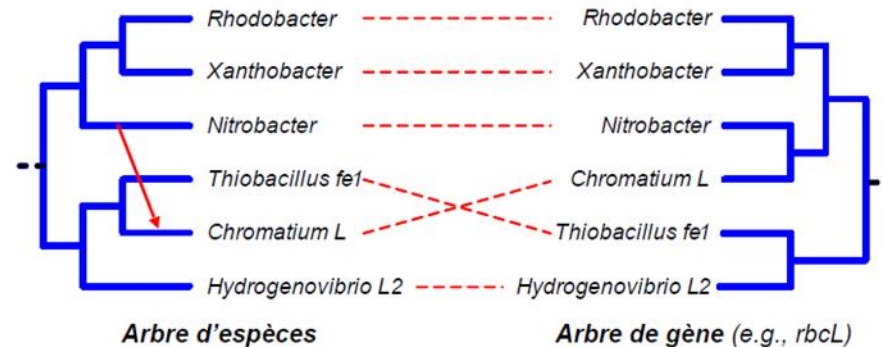 Rhodobacter Rhodobacter
Xanthobacter Xanthobacter
Nitrobacter Nitrobacter
Thiobacillus fe1 Chromatium L
Chromatium L Thiobacillus fe1
Hydrogenovibrio L2 Hydrogenovibrio L2
Arbre d'espèces Arbre de gène (e.g., rbcL)